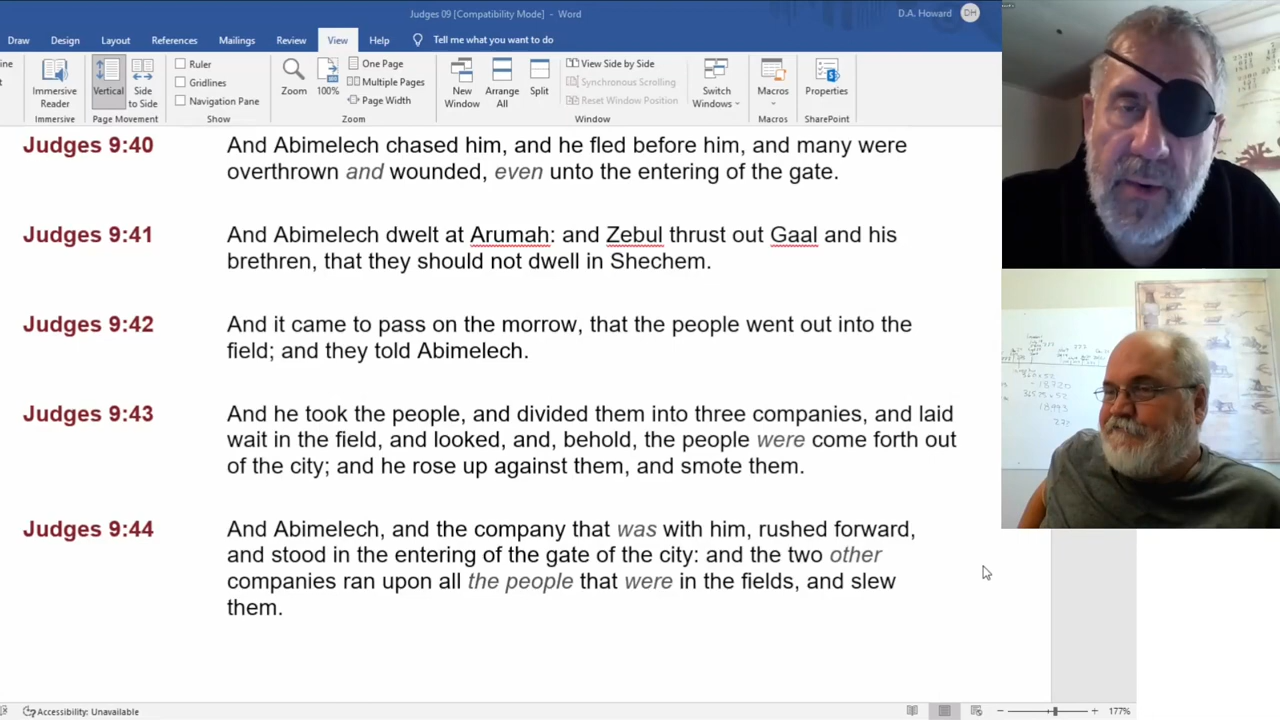 Judges 09 [Compatibility Mode] - Word
D.A. Howard DH
Draw Design Layout References Mailings Review View Help Tell me what you want to do
Immersive Reader
Vertical
Side to Side
Ruler
Gridlines
Navigation Pane
Zoom
100%
One Page
Multiple Pages
Page Width
New Window
Arrange All
Split
View Side by Side
Synchronous Scrolling
Reset Window Position
Switch Windows
Macros
Properties
Immersive Page Movement Show Zoom Window Macros SharePoint
Judges 9:40 And Abimelech chased him, and he fled before him, and many were
overthrown and wounded, even unto the entering of the gate.
Judges 9:41 And Abimelech dwelt at Arumah: and Zebul thrust out Gaal and his
brethren, that they should not dwell in Shechem.
Judges 9:42 And it came to pass on the morrow, that the people went out into the
field; and they told Abimelech.
Judges 9:43 And he took the people, and divided them into three companies, and laid
wait in the field, and looked, and, behold, the people were come forth out
of the city; and he rose up against them, and smote them.
Judges 9:44 And Abimelech, and the company that was with him, rushed forward,
and stood in the entering of the gate of the city: and the two other
companies ran upon all the people that were in the fields, and slew
them.
Accessibility: Unavailable
177%